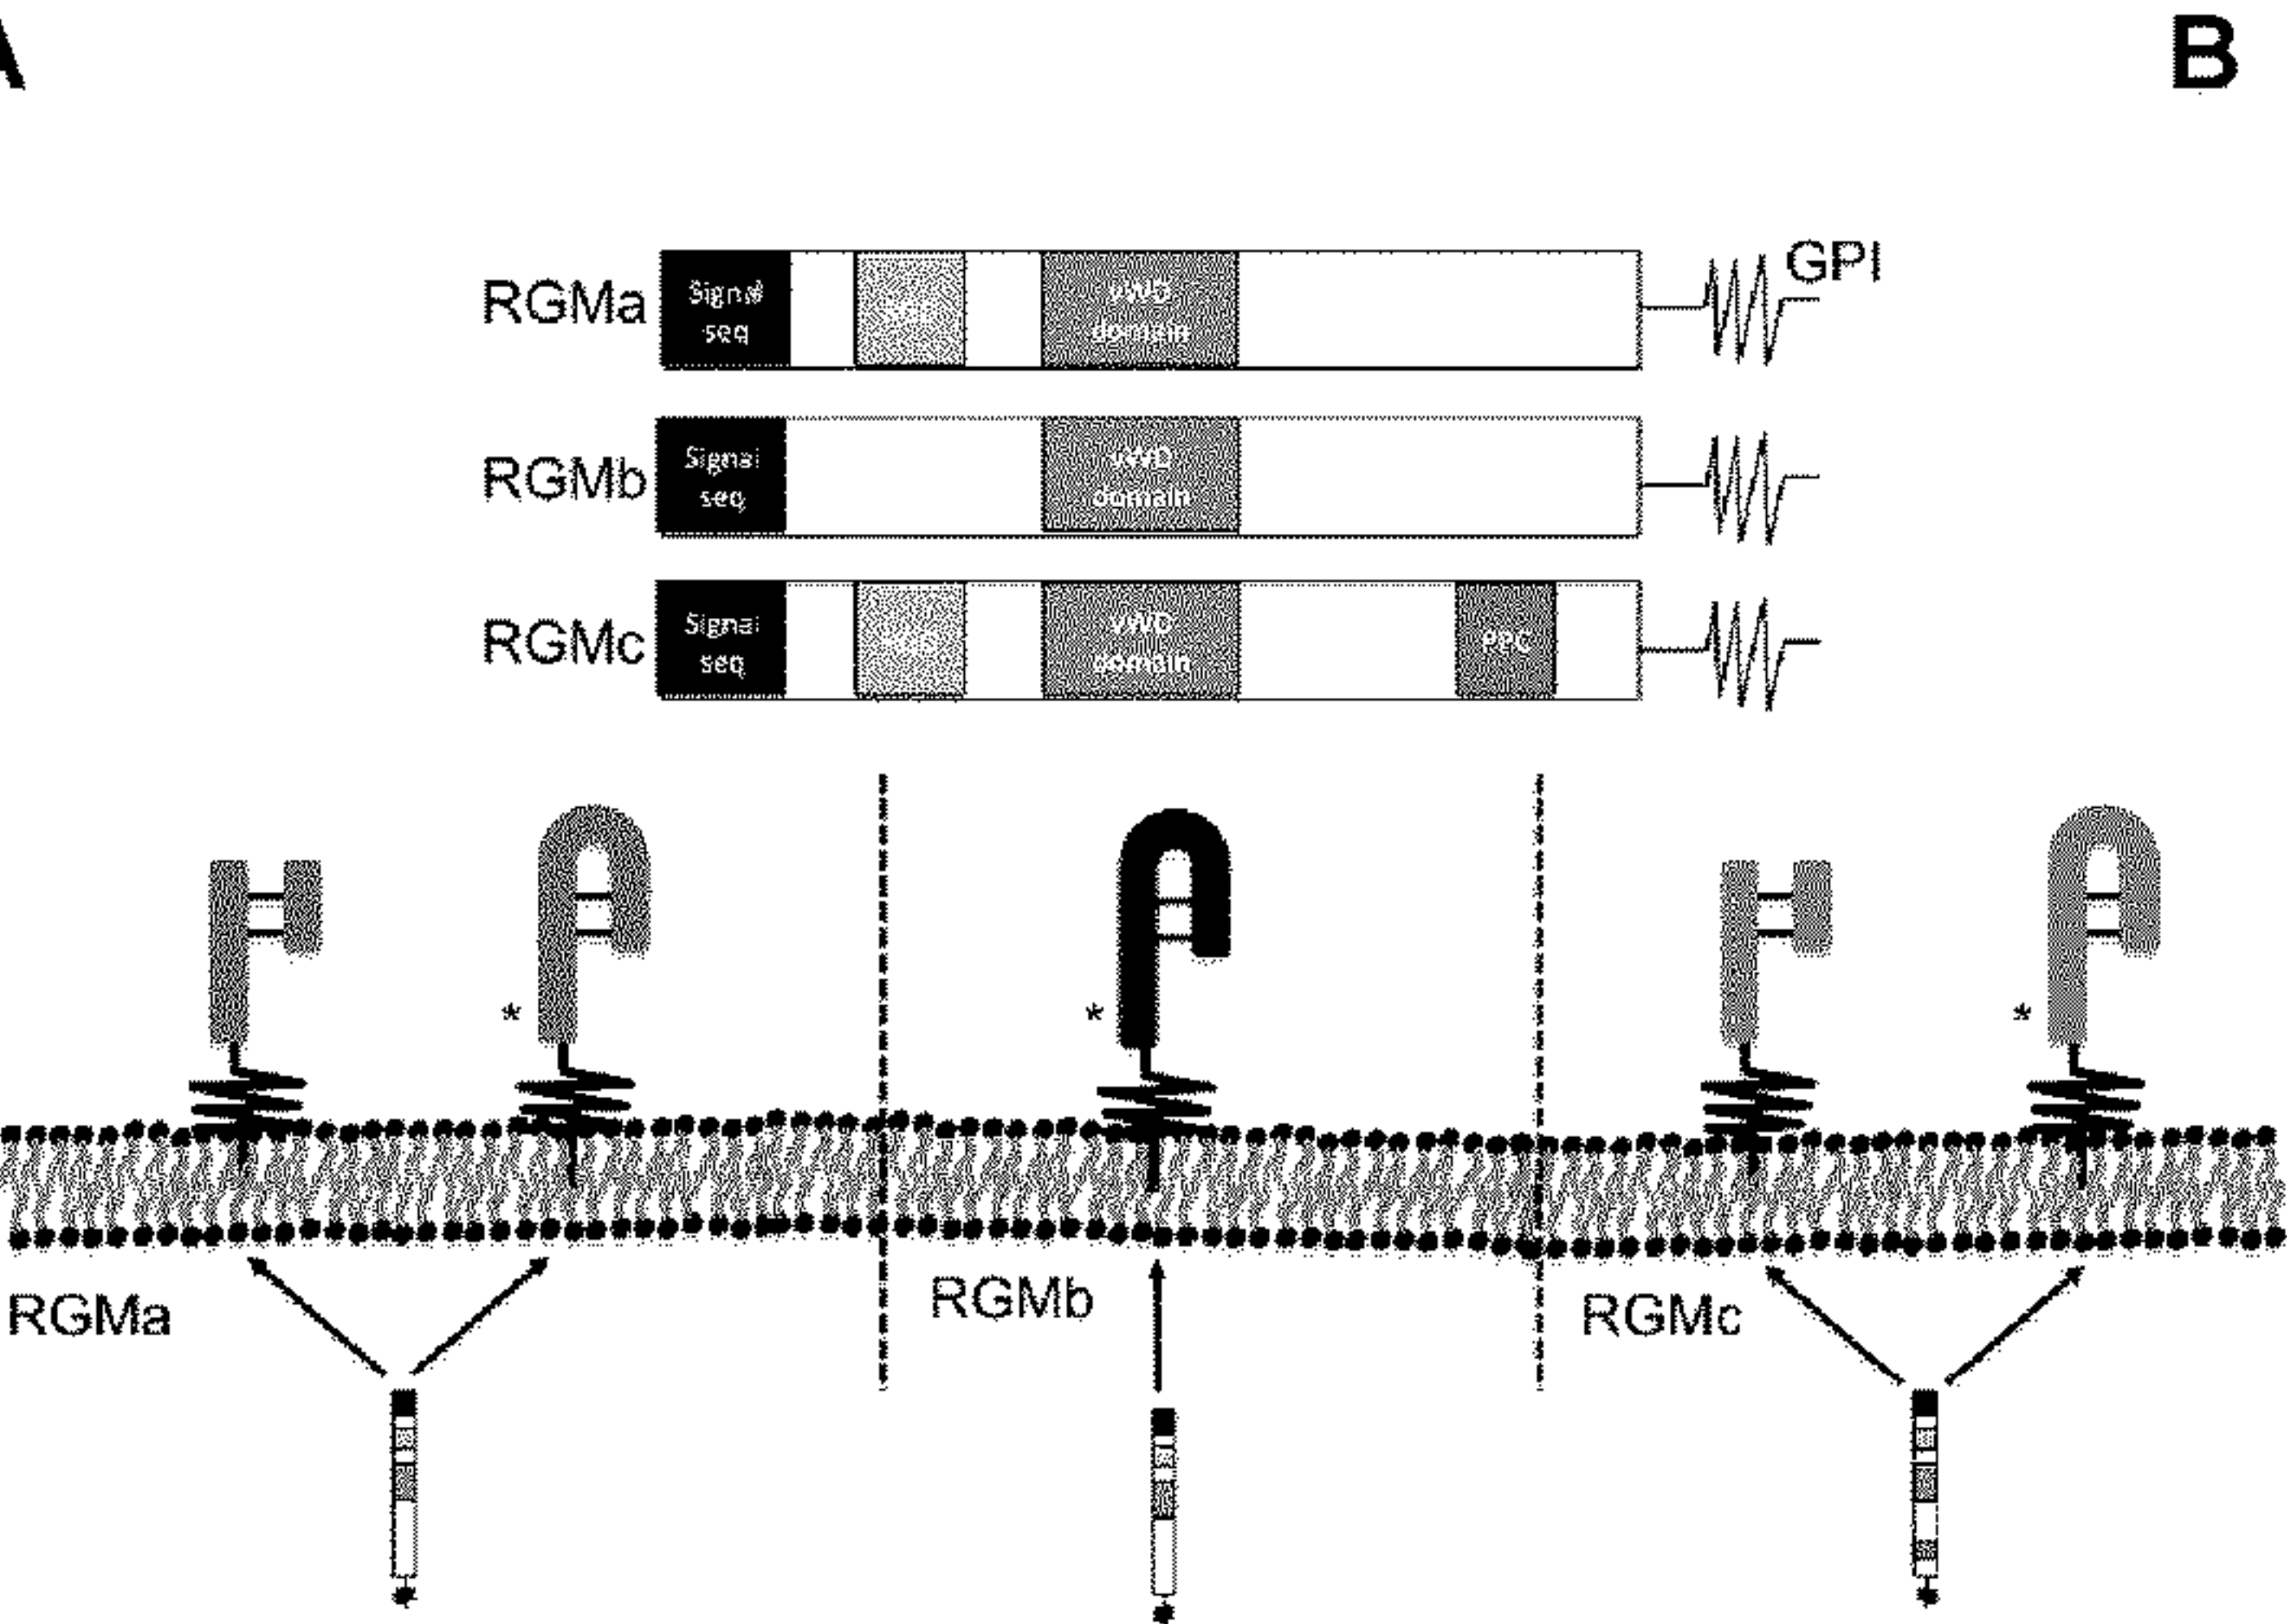 B
RGMa
Signal
seq
vWD
domain
GPI
RGMb
Signal
seq
vWD
domain
RGMc
Signal
seq
vWD
domain
PPC
*
*
*
RGMa
RGMb
RGMc